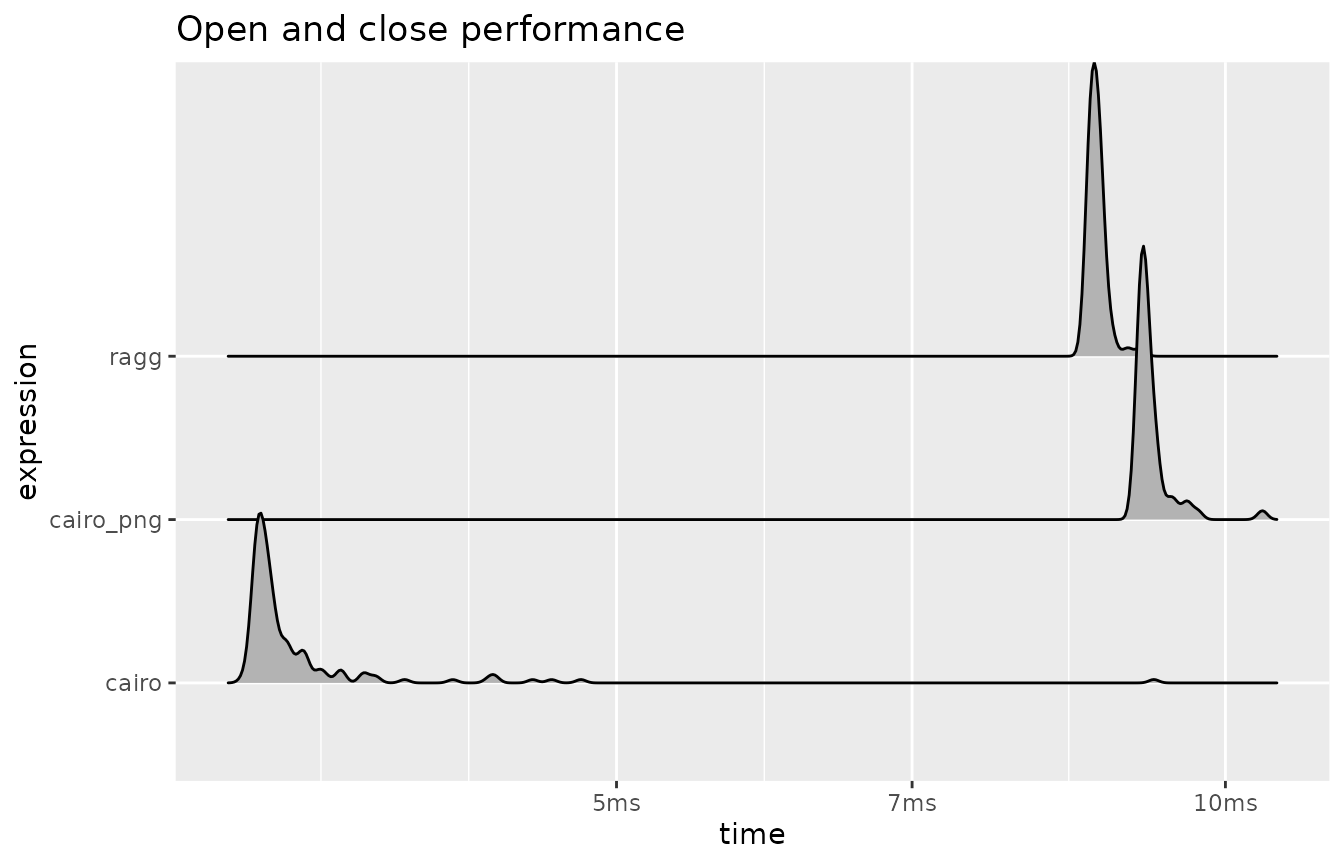 Open and close performance
expression
ragg
cairo_png
cairo
5ms
7ms
10ms
time